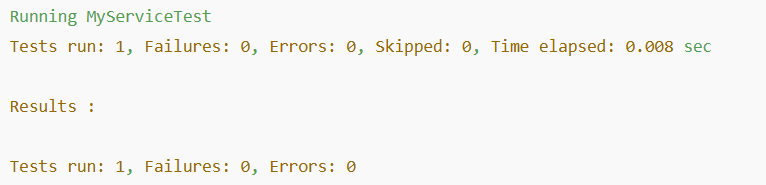 Running MyServiceTest
Tests run: 1, Failures: 0, Errors: 0, Skipped: 0, Time elapsed: 0.008 sec
Results :
Tests run: 1, Failures: 0, Errors: 0